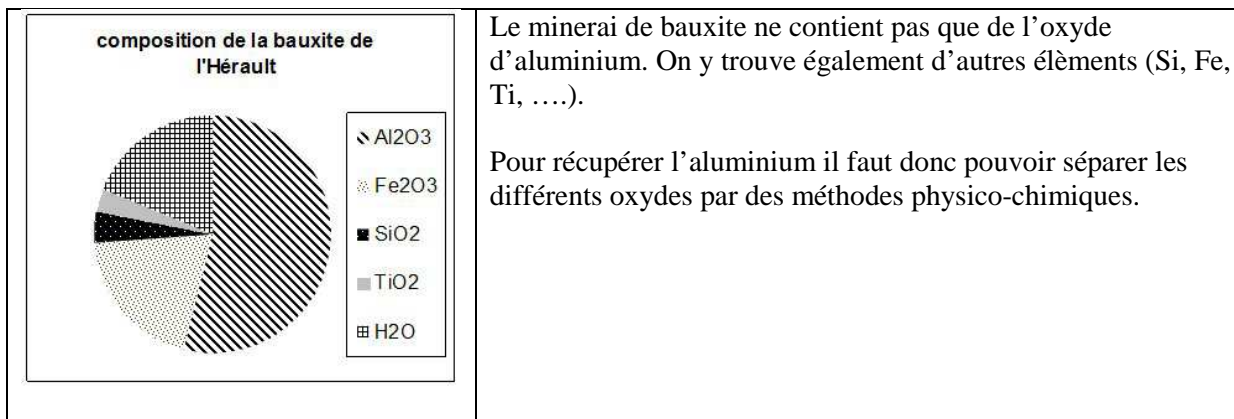 composition de la bauxite de
l'Hérault
Al2O3
Fe2O3
SiO2
TiO2
H2O
Le minerai de bauxite ne contient pas que de l’oxyde
d’aluminium. On y trouve également d’autres élèments (Si, Fe,
Ti, ….).
Pour récupérer l’aluminium il faut donc pouvoir séparer les
différents oxydes par des méthodes physico-chimiques.